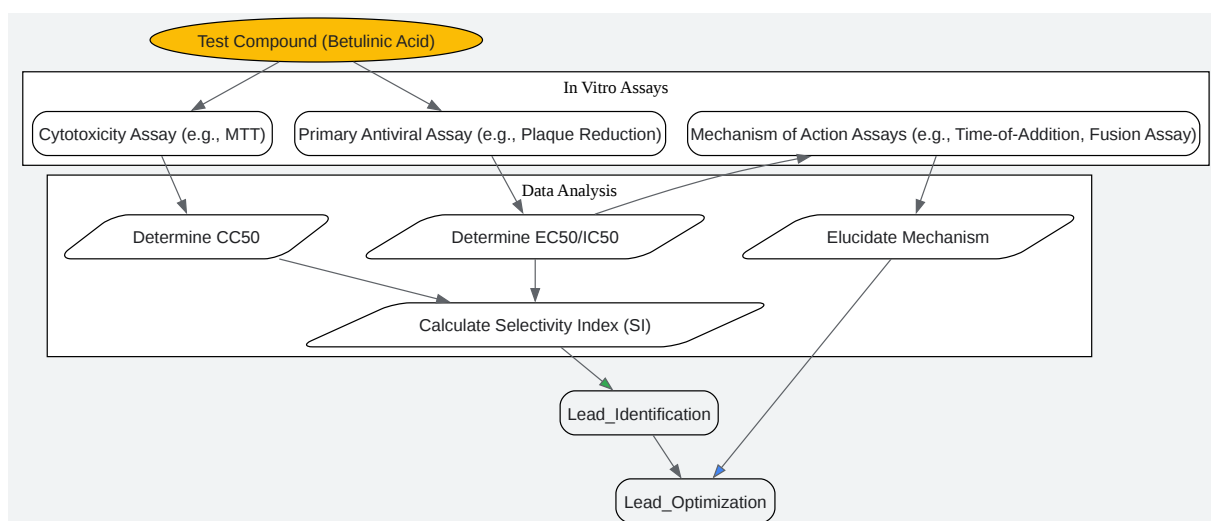 Test Compound (Betulinic Acid)
In Vitro Assays
Cytotoxicity Assay (e.g., MTT)
Primary Antiviral Assay (e.g., Plaque Reduction)
Mechanism of Action Assays (e.g., Time-of-Addition, Fusion Assay)
Data Analysis
Determine CC50
Determine EC50/IC50
Elucidate Mechanism
Calculate Selectivity Index (SI)
Lead_Identification
Lead_Optimization